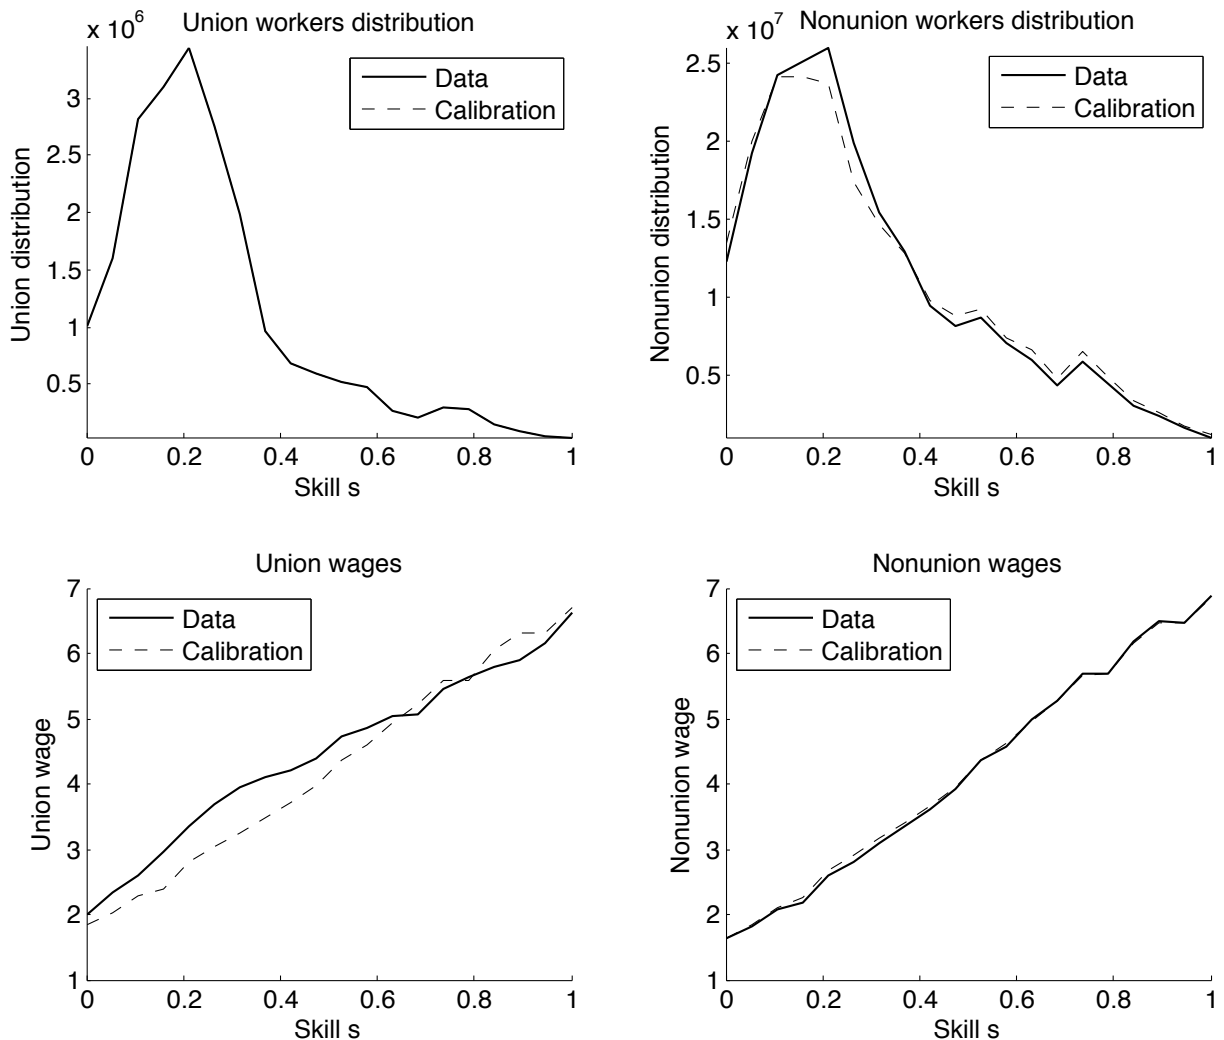 Union workers distribution
x 10^6
Data
Calibration
3
2.5
2
1.5
1
0.5
Union distribution
0 0.2 0.4 0.6 0.8 1
Skill s
Nonunion workers distribution
x 10^7
Data
Calibration
2.5
2
1.5
1
0.5
Nonunion distribution
0 0.2 0.4 0.6 0.8 1
Skill s
Union wages
Data
Calibration
7
6
5
4
3
2
1
Union wage
0 0.2 0.4 0.6 0.8 1
Skill s
Nonunion wages
Data
Calibration
7
6
5
4
3
2
1
Nonunion wage
0 0.2 0.4 0.6 0.8 1
Skill s